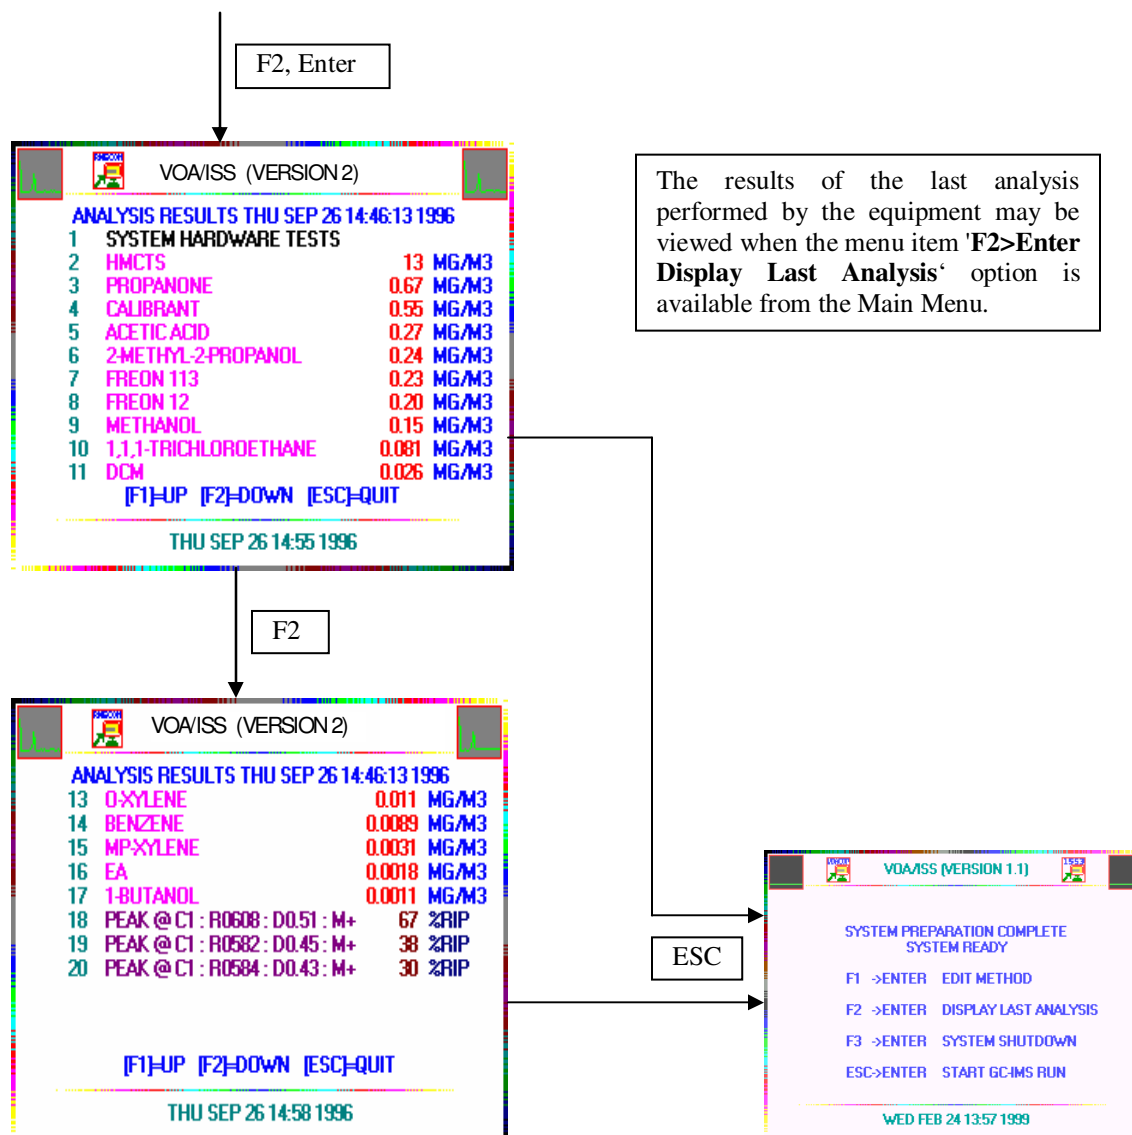 F2, Enter
VOA/ISS (VERSION 2)
ANALYSIS RESULTS THU SEP 26 14:46:13 1996
1 SYSTEM HARDWARE TESTS
2 HMCTS 13 MG/M3
3 PROPANONE 0.67 MG/M3
4 CALIBRANT 0.55 MG/M3
5 ACETIC ACID 0.27 MG/M3
6 2-METHYL-2-PROPANOL 0.24 MG/M3
7 FREON 113 0.23 MG/M3
8 FREON 12 0.20 MG/M3
9 METHANOL 0.15 MG/M3
10 1,1,1-TRICHLOROETHANE 0.081 MG/M3
11 DCM 0.026 MG/M3
[F1]=UP [F2]=DOWN [ESC]=QUIT
THU SEP 26 14:55 1996
The results of the last analysis
performed by the equipment may be
viewed when the menu item 'F2>Enter
Display Last Analysis‘ option is
available from the Main Menu.
F2
VOA/ISS (VERSION 2)
ANALYSIS RESULTS THU SEP 26 14:46:13 1996
13 O-XYLENE 0.011 MG/M3
14 BENZENE 0.0089 MG/M3
15 MP-XYLENE 0.0031 MG/M3
16 EA 0.0018 MG/M3
17 1-BUTANOL 0.0011 MG/M3
18 PEAK @ C1 : R0608 : D0.51 : M+ 67 %RIP
19 PEAK @ C1 : R0582 : D0.45 : M+ 38 %RIP
20 PEAK @ C1 : R0584 : D0.43 : M+ 30 %RIP
[F1]=UP [F2]=DOWN [ESC]=QUIT
THU SEP 26 14:58 1996
ESC
VOA/ISS (VERSION 1.1)
1553
SYSTEM PREPARATION COMPLETE
SYSTEM READY
F1 ->ENTER EDIT METHOD
F2 ->ENTER DISPLAY LAST ANALYSIS
F3 ->ENTER SYSTEM SHUTDOWN
ESC->ENTER START GC-IMS RUN
WED FEB 24 13:57 1999